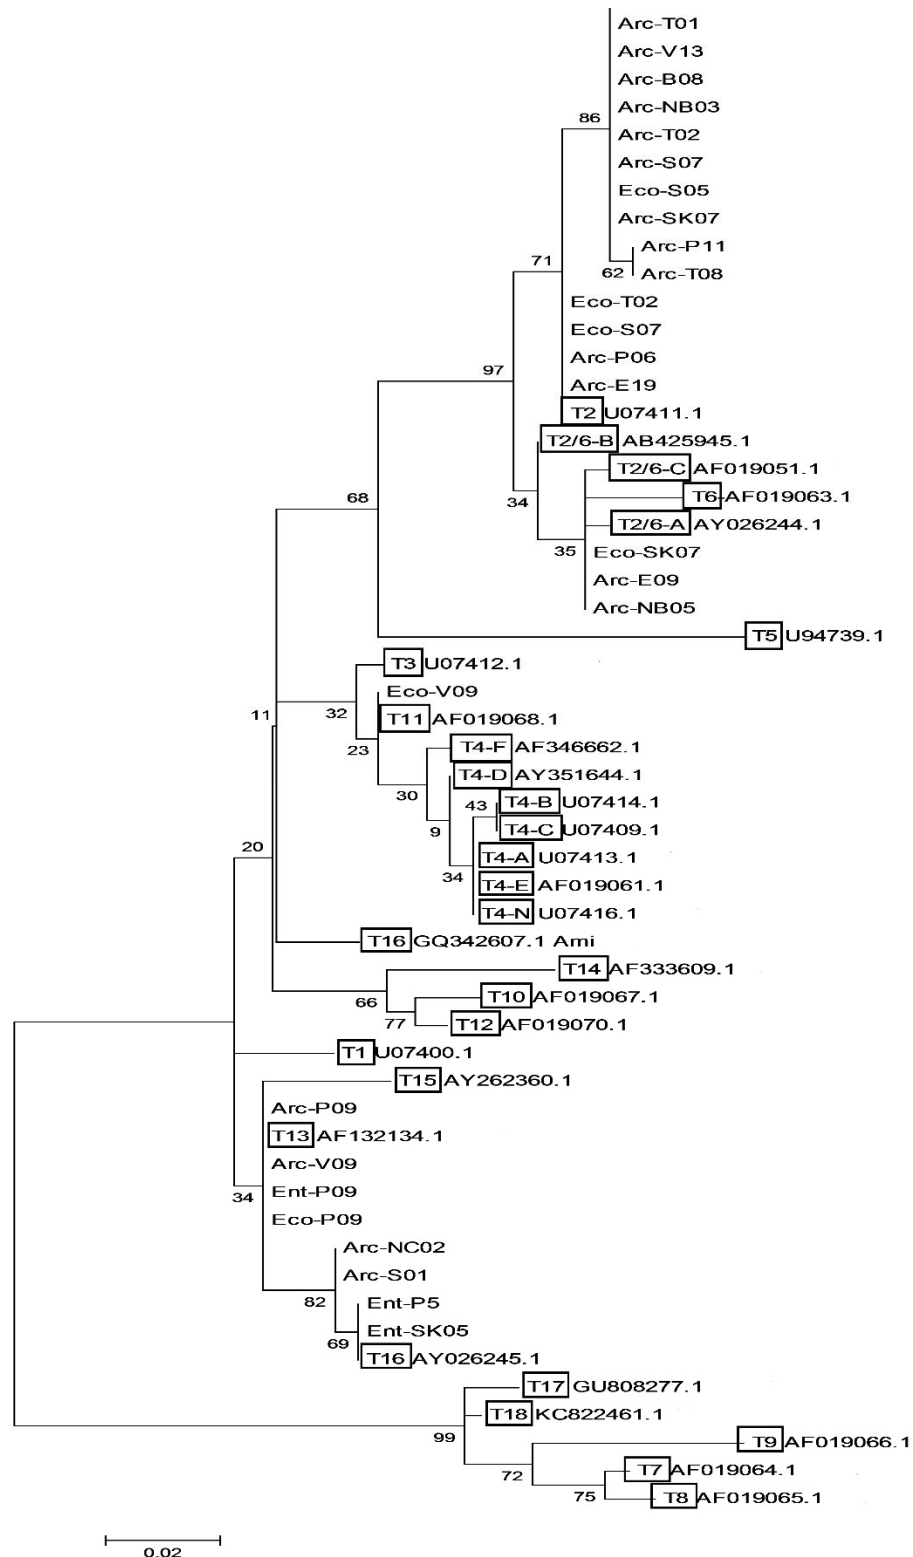 Arc-T01
Arc-V13
Arc-B08
Arc-NB03
86
Arc-T02
Arc-S07
Eco-S05
Arc-SK07
Arc-P11
71
62 Arc-T08
Eco-T02
Eco-S07
Arc-P06
97
Arc-E19
T2 U07411.1
T2/6-B AB425945.1
T2/6-C AF019051.1
68
T6 AF019063.1
34
T2/6-A AY026244.1
35 Eco-SK07
Arc-E09
Arc-NB05
T5 U94739.1
T3 U07412.1
Eco-V09
11 32
T11 AF019068.1
23 T4-F AF346662.1
T4-D AY351644.1
30 43 T4-B U07414.1
9 T4-C U07409.1
20 T4-A U07413.1
34 T4-E AF019061.1
T4-N U07416.1
T16 GQ342607.1 Ami
T14 AF333609.1
66 T10 AF019067.1
77 T12 AF019070.1
T1 U07400.1
T15 AY262360.1
Arc-P09
T13 AF132134.1
Arc-V09
34 Ent-P09
Eco-P09
Arc-NC02
Arc-S01
82 Ent-P5
69 Ent-SK05
T16 AY026245.1
T17 GU808277.1
T18 KC822461.1
99 T9 AF019066.1
72 T7 AF019064.1
75 T8 AF019065.1
0.02